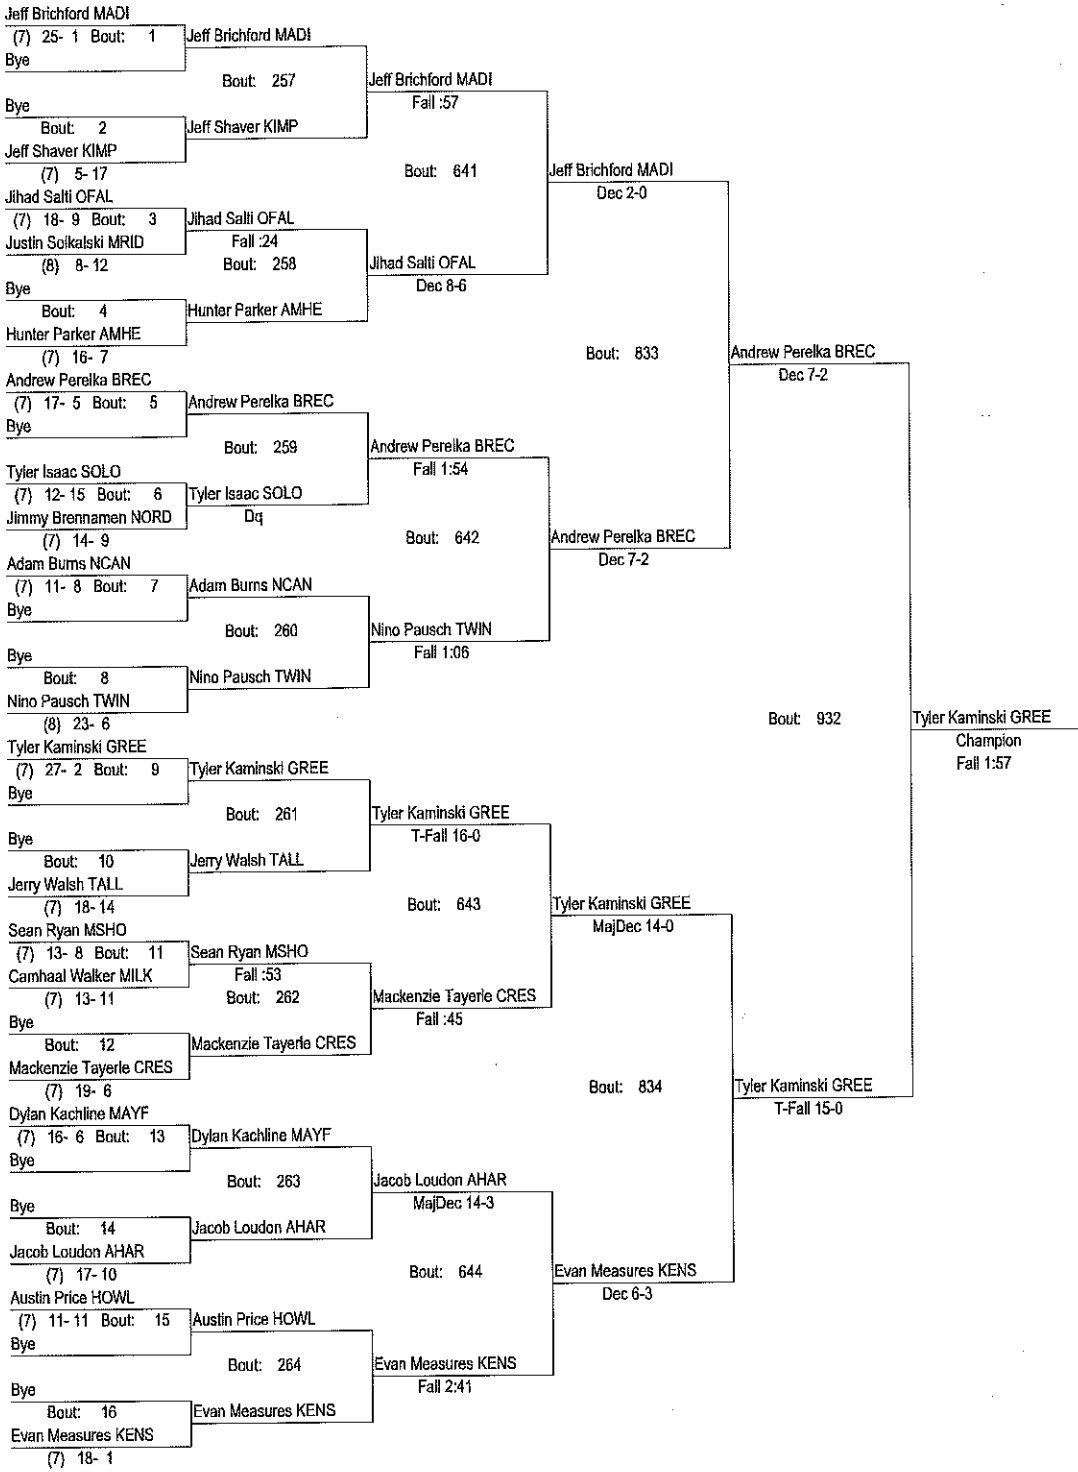 Jeff Brichford MADI
(7) 25- 1 Bout: 1
Bye
Bye
Bout: 2
Jeff Shaver KIMP
(7) 5-17
Jihad Salti OFAL
(7) 18- 9 Bout: 3
Justin Solkalski MRID
(8) 8-12
Bye
Bout: 4
Hunter Parker AMHE
(7) 16- 7
Andrew Perelka BREC
(7) 17- 5 Bout: 5
Bye
Tyler Isaac SOLO
(7) 12- 15 Bout: 6
Jimmy Brennamen NORD
(7) 14- 9
Adam Burns NCAN
(7) 11- 8 Bout: 7
Bye
Bye
Bout: 8
Nino Pausch TWIN
(8) 23- 6
Tyler Kaminski GREE
(7) 27- 2 Bout: 9
Bye
Bye
Bout: 10
Jerry Walsh TALL
(7) 18-14
Sean Ryan MSHO
(7) 13- 8 Bout: 11
Camhaal Walker MILK
(7) 13-11
Bye
Bout: 12
Mackenzie Tayerle CRES
(7) 19- 6
Dylan Kachline MAYF
(7) 16- 6 Bout: 13
Bye
Bye
Bout: 14
Jacob Loudon AHAR
(7) 17-10
Austin Price HOWL
(7) 11- 11 Bout: 15
Bye
Bye
Bout: 16
Evan Measures KENS
(7) 18- 1
Jeff Brichford MADI
Bout: 257
Jeff Shaver KIMP
Jihad Salti OFAL
Fall :24
Bout: 258
Hunter Parker AMHE
Andrew Perelka BREC
Bout: 259
Tyler Isaac SOLO
Dq
Adam Burns NCAN
Bout: 260
Nino Pausch TWIN
Tyler Kaminski GREE
Bout: 261
Jerry Walsh TALL
Sean Ryan MSHO
Fall :53
Bout: 262
Mackenzie Tayerle CRES
Dylan Kachline MAYF
Bout: 263
Jacob Loudon AHAR
Austin Price HOWL
Bout: 264
Evan Measures KENS
Jeff Brichford MADI
Fall :57
Bout: 641
Jihad Salti OFAL
Dec 8-6
Andrew Perelka BREC
Fall 1:54
Bout: 642
Nino Pausch TWIN
Fall 1:06
Tyler Kaminski GREE
T-Fall 16-0
Bout: 643
Mackenzie Tayerle CRES
Fall :45
Jacob Loudon AHAR
MajDec 14-3
Bout: 644
Evan Measures KENS
Fall 2:41
Jeff Brichford MADI
Dec 2-0
Bout: 833
Andrew Perelka BREC
Dec 7-2
Tyler Kaminski GREE
MajDec 14-0
Bout: 834
Evan Measures KENS
Dec 6-3
Andrew Perelka BREC
Dec 7-2
Bout: 932
Tyler Kaminski GREE
T-Fall 15-0
Tyler Kaminski GREE
Champion
Fall 1:57